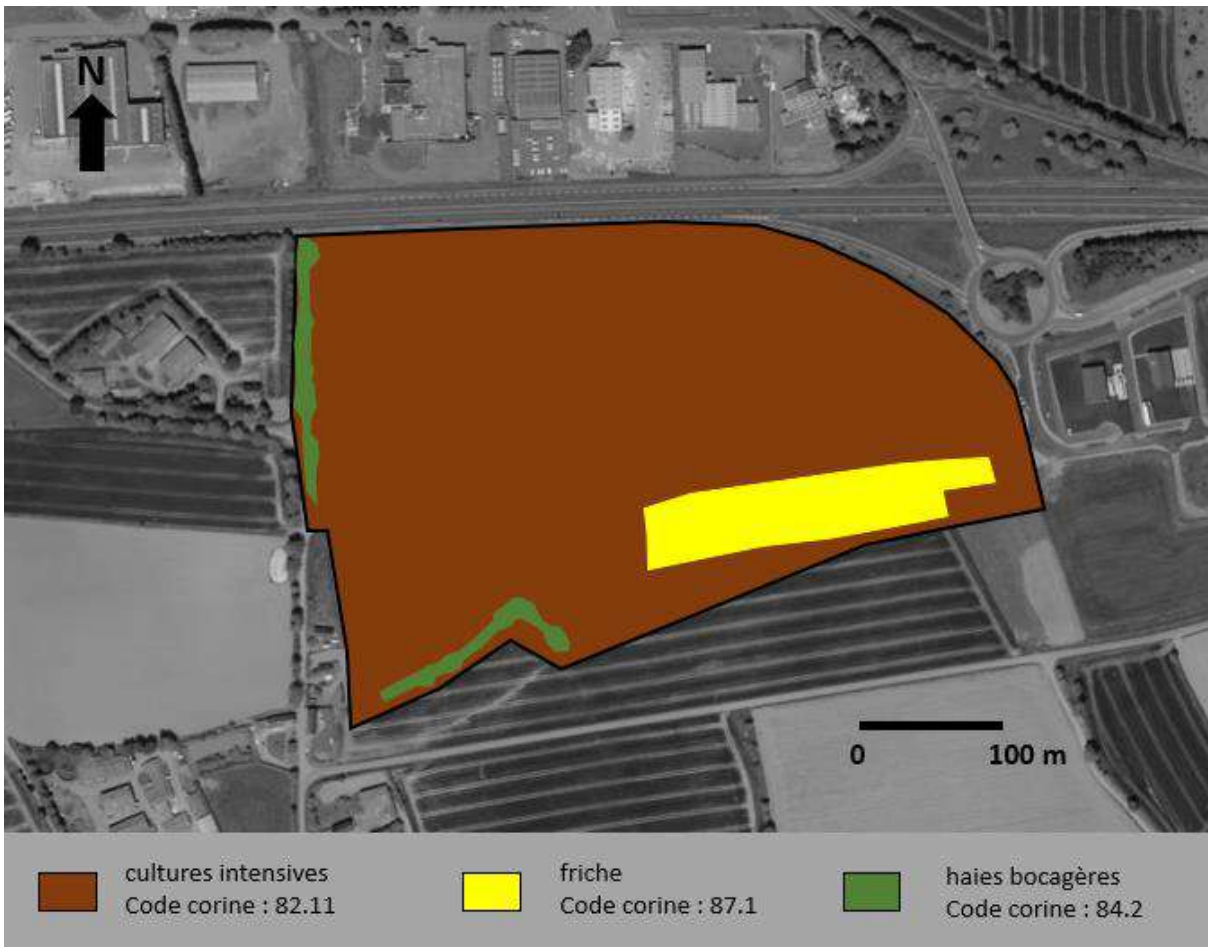 N
0 100 m
cultures intensives
Code corine : 82.11
friche
Code corine : 87.1
haies bocagères
Code corine : 84.2